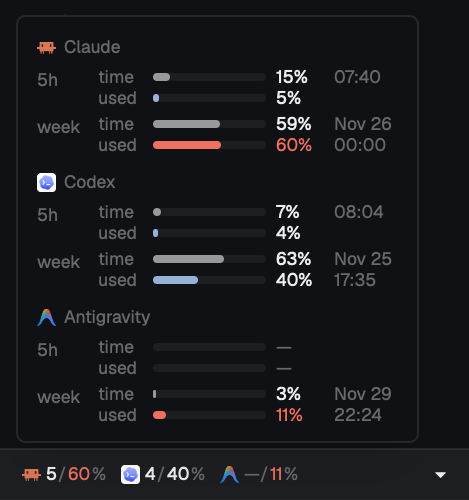 Claude
5h time 15% 07:40
used 5%
week time 59% Nov 26
used 60% 00:00
Codex
5h time 7% 08:04
used 4%
week time 63% Nov 25
used 40% 17:35
Antigravity
5h time —
used —
week time 3% Nov 29
used 11% 22:24
5/60% 4/40% —/11%